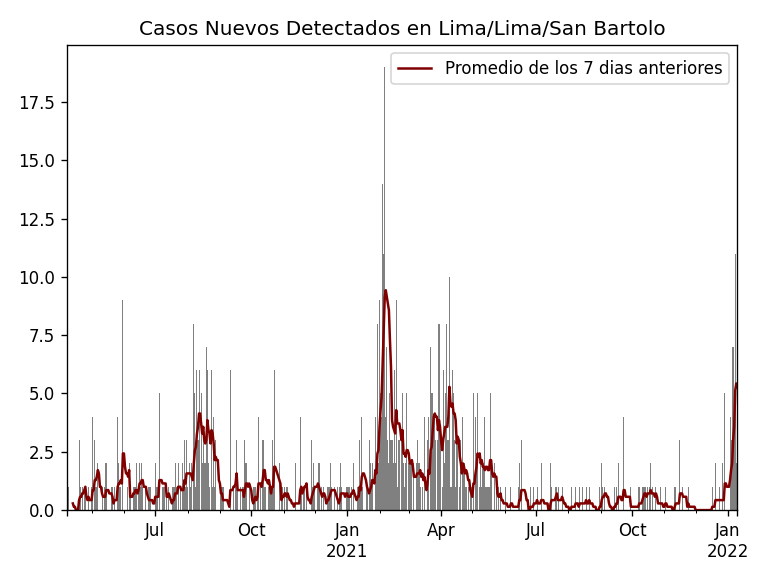 Casos Nuevos Detectados en Lima/Lima/San Bartolo
Promedio de los 7 dias anteriores
17.5
15.0
12.5
10.0
7.5
5.0
2.5
0.0
Jul
Oct
Jan
2021
Apr
Jul
Oct
Jan
2022